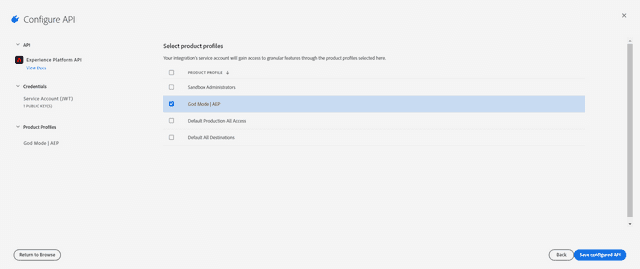 Configure API
API
Experience Platform API
View docs
Credentials
Service Account (JWT)
1 PUBLIC KEY(S)
Product Profiles
God Mode | AEP
Select product profiles
Your integration's service account will gain access to granular features through the product profiles selected here.
PRODUCT PROFILE ↓
Sandbox Administrators
God Mode | AEP
Default Production All Access
Default All Destinations
Return to Browse
Back
Save configured API